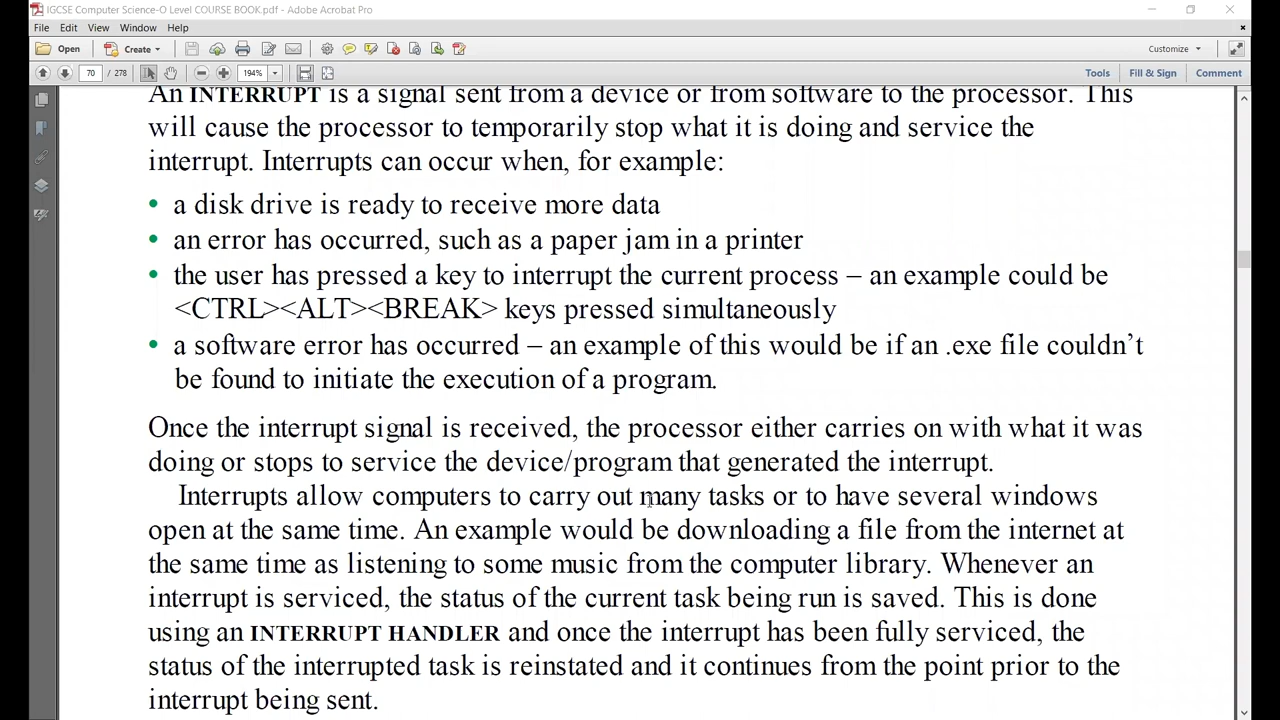 IGCSE Computer Science-O Level COURSE BOOK.pdf - Adobe Acrobat Pro
File Edit View Window Help
Open Create Customize
70 / 278 194% Tools Fill & Sign Comment
An INTERRUPT is a signal sent from a device or from software to the processor. This
will cause the processor to temporarily stop what it is doing and service the
interrupt. Interrupts can occur when, for example:
• a disk drive is ready to receive more data
• an error has occurred, such as a paper jam in a printer
• the user has pressed a key to interrupt the current process – an example could be
<CTRL><ALT><BREAK> keys pressed simultaneously
• a software error has occurred – an example of this would be if an .exe file couldn’t
be found to initiate the execution of a program.
Once the interrupt signal is received, the processor either carries on with what it was
doing or stops to service the device/program that generated the interrupt.
Interrupts allow computers to carry out many tasks or to have several windows
open at the same time. An example would be downloading a file from the internet at
the same time as listening to some music from the computer library. Whenever an
interrupt is serviced, the status of the current task being run is saved. This is done
using an INTERRUPT HANDLER and once the interrupt has been fully serviced, the
status of the interrupted task is reinstated and it continues from the point prior to the
interrupt being sent.